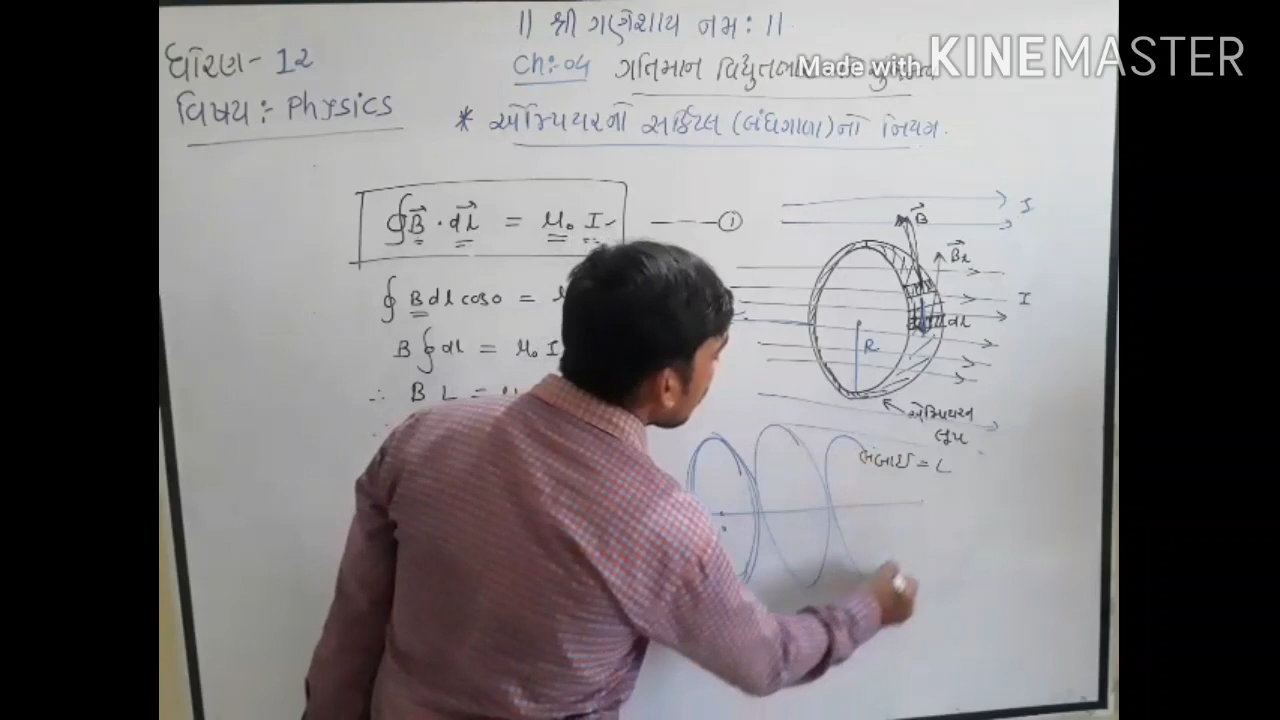 ॥ શ્રી ગણેશાય નમઃ ॥
ધોરણ- 12
Ch:-04 ગતિમાન
Made with KINEMASTER
વિષય :- Physics
* એમ્પિયરનો સર્કિટલ (બંધગાળા)નો નિયમ.
∮B⃗ · dl⃗ = μ₀ I ——— ①
∮ B dl cos0 =
B ∮ dl = μ₀ I
∴ B L =
I
B⃗
B⃗l
I
dl
R
એમ્પિયરન
લૂપ
લંબાઈ = L